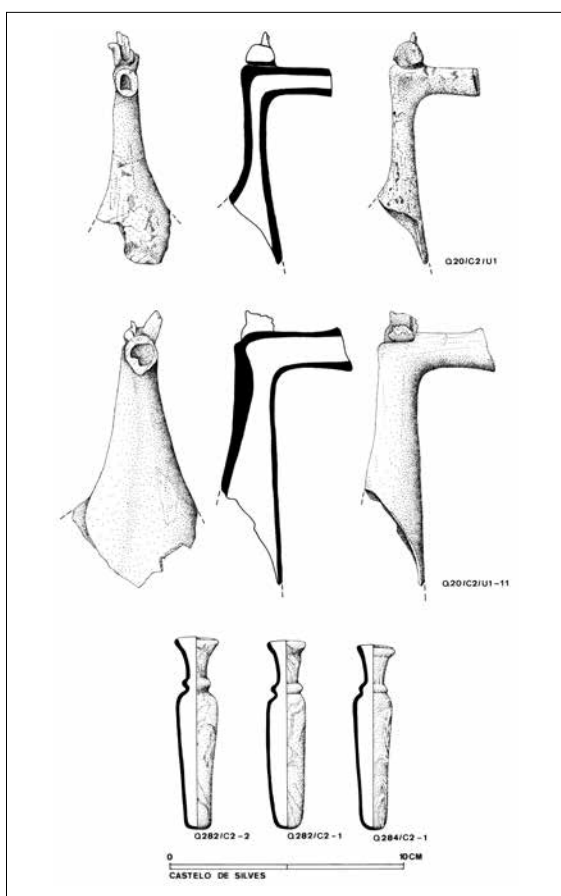 Q20/C2/U1
Q20/C2/U1-11
Q282/C2-2
Q282/C2-1
Q284/C2-1
0 10CM
CASTELO DE SILVES